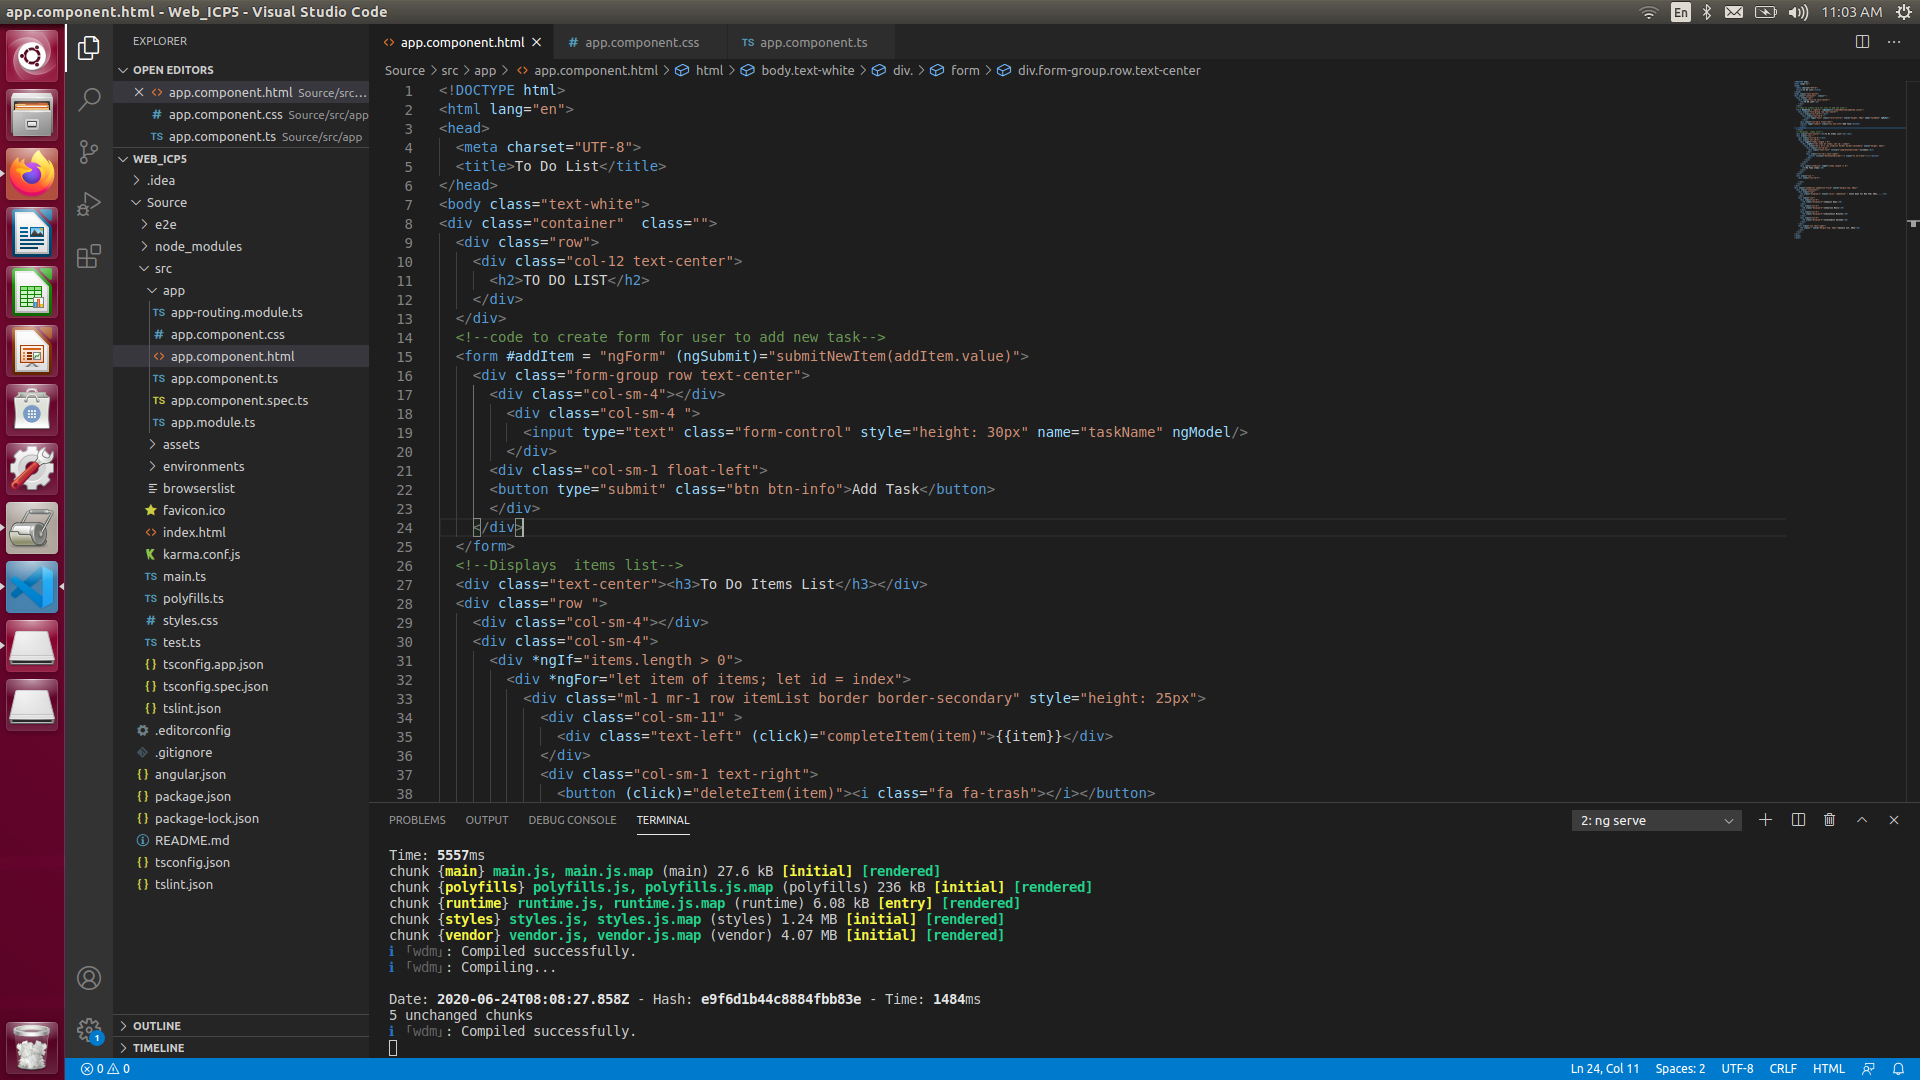 app.component.html - Web_ICP5 - Visual Studio Code
En
11:03 AM
EXPLORER
OPEN EDITORS
app.component.html Source/src...
app.component.css Source/src/app
TS app.component.ts Source/src/app
WEB_ICP5
.idea
Source
e2e
node_modules
src
app
TS app-routing.module.ts
# app.component.css
<> app.component.html
TS app.component.ts
TS app.component.spec.ts
TS app.module.ts
assets
environments
browserslist
favicon.ico
<> index.html
karma.conf.js
TS main.ts
TS polyfills.ts
# styles.css
TS test.ts
{} tsconfig.app.json
{} tsconfig.spec.json
{} tslint.json
.editorconfig
.gitignore
{} angular.json
{} package.json
{} package-lock.json
README.md
{} tsconfig.json
{} tslint.json
OUTLINE
TIMELINE
<> app.component.html
# app.component.css
TS app.component.ts
Source > src > app > <> app.component.html > html > body.text-white > div. > form > div.form-group.row.text-center
1 <!DOCTYPE html>
2 <html lang="en">
3 <head>
4 <meta charset="UTF-8">
5 <title>To Do List</title>
6 </head>
7 <body class="text-white">
8 <div class="container"  class="">
9 <div class="row">
10 <div class="col-12 text-center">
11 <h2>TO DO LIST</h2>
12 </div>
13 </div>
14 <!--code to create form for user to add new task-->
15 <form #addItem = "ngForm" (ngSubmit)="submitNewItem(addItem.value)">
16 <div class="form-group row text-center">
17 <div class="col-sm-4"></div>
18 <div class="col-sm-4 ">
19 <input type="text" class="form-control" style="height: 30px" name="taskName" ngModel/>
20 </div>
21 <div class="col-sm-1 float-left">
22 <button type="submit" class="btn btn-info">Add Task</button>
23 </div>
24 </div>
25 </form>
26 <!--Displays  items list-->
27 <div class="text-center"><h3>To Do Items List</h3></div>
28 <div class="row ">
29 <div class="col-sm-4"></div>
30 <div class="col-sm-4">
31 <div *ngIf="items.length > 0">
32 <div *ngFor="let item of items; let id = index">
33 <div class="ml-1 mr-1 row itemList border border-secondary" style="height: 25px">
34 <div class="col-sm-11" >
35 <div class="text-left" (click)="completeItem(item)">{{item}}</div>
36 </div>
37 <div class="col-sm-1 text-right">
38 <button (click)="deleteItem(item)"><i class="fa fa-trash"></i></button>
PROBLEMS OUTPUT DEBUG CONSOLE TERMINAL
2: ng serve
Time: 5557ms
chunk {main} main.js, main.js.map (main) 27.6 kB [initial] [rendered]
chunk {polyfills} polyfills.js, polyfills.js.map (polyfills) 236 kB [initial] [rendered]
chunk {runtime} runtime.js, runtime.js.map (runtime) 6.08 kB [entry] [rendered]
chunk {styles} styles.js, styles.js.map (styles) 1.24 MB [initial] [rendered]
chunk {vendor} vendor.js, vendor.js.map (vendor) 4.07 MB [initial] [rendered]
ℹ ｢wdm｣: Compiled successfully.
ℹ ｢wdm｣: Compiling...
Date: 2020-06-24T08:08:27.858Z - Hash: e9f6d1b44c8884fbb83e - Time: 1484ms
5 unchanged chunks
ℹ ｢wdm｣: Compiled successfully.
1
0 0
Ln 24, Col 11
Spaces: 2
UTF-8
CRLF
HTML